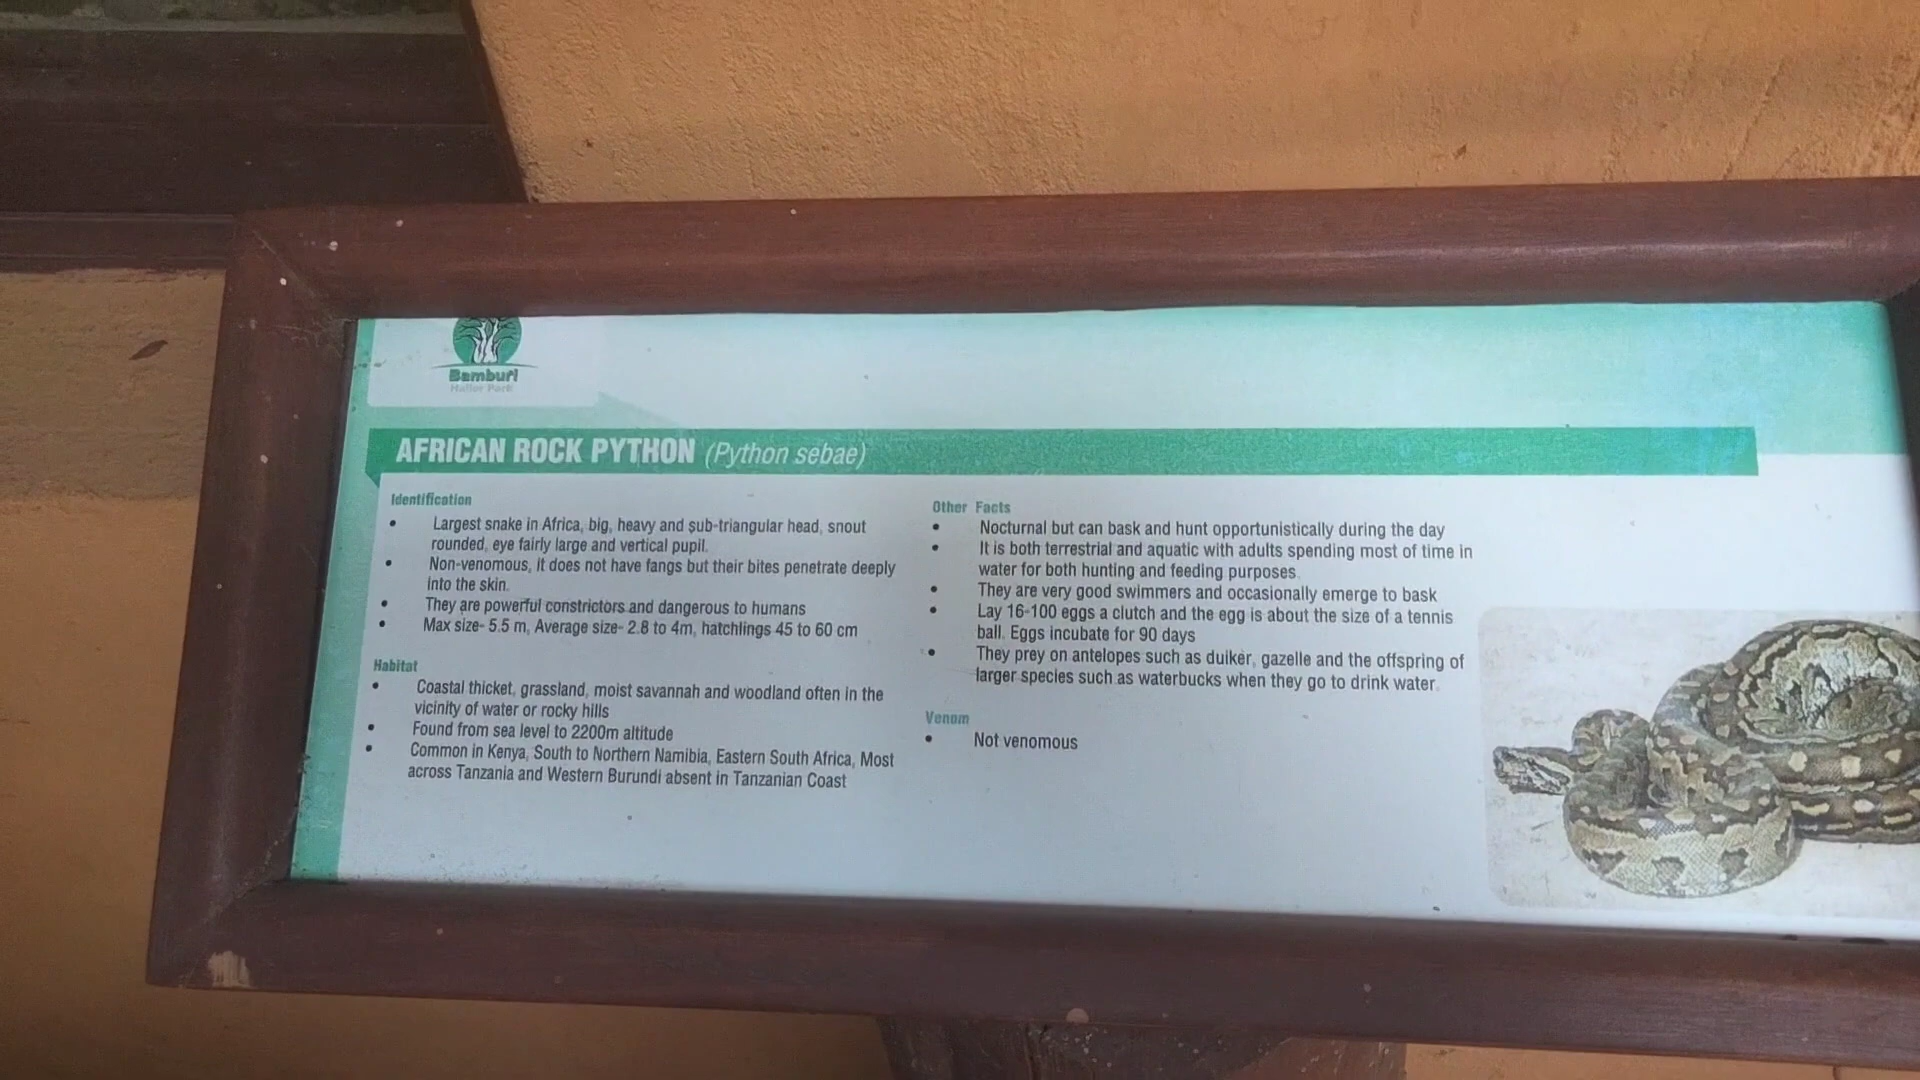 Bamburi
Haller Park
AFRICAN ROCK PYTHON (Python sebae)
Identification
• Largest snake in Africa, big, heavy and sub-triangular head, snout
rounded, eye fairly large and vertical pupil.
• Non-venomous, it does not have fangs but their bites penetrate deeply
into the skin.
• They are powerful constrictors and dangerous to humans
• Max size- 5.5 m, Average size- 2.8 to 4m, hatchlings 45 to 60 cm
Habitat
• Coastal thicket, grassland, moist savannah and woodland often in the
vicinity of water or rocky hills
• Found from sea level to 2200m altitude
• Common in Kenya, South to Northern Namibia, Eastern South Africa, Most
across Tanzania and Western Burundi absent in Tanzanian Coast
Other Facts
• Nocturnal but can bask and hunt opportunistically during the day
• It is both terrestrial and aquatic with adults spending most of time in
water for both hunting and feeding purposes.
• They are very good swimmers and occasionally emerge to bask
• Lay 16-100 eggs a clutch and the egg is about the size of a tennis
ball. Eggs incubate for 90 days
• They prey on antelopes such as duiker, gazelle and the offspring of
larger species such as waterbucks when they go to drink water.
Venom
• Not venomous